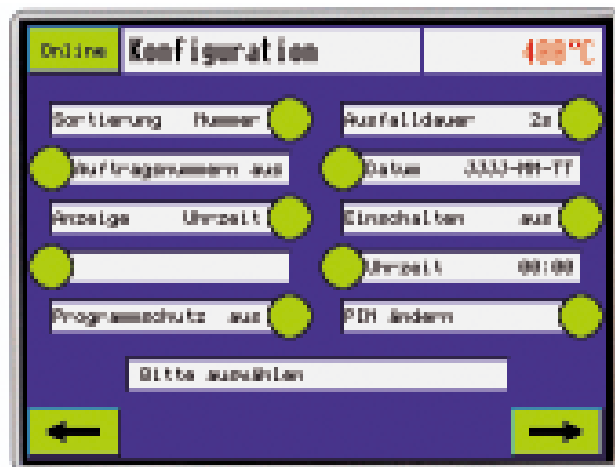 Online Konfiguration 400°C
Sortierung Nummer
Ausfalldauer 2s
Auftragsnummern aus
Datum JJJJ-MM-TT
Anzeige Uhrzeit
Einschalten aus
Uhrzeit 00:00
Programmschutz aus
PIN ändern
Bitte auswählen